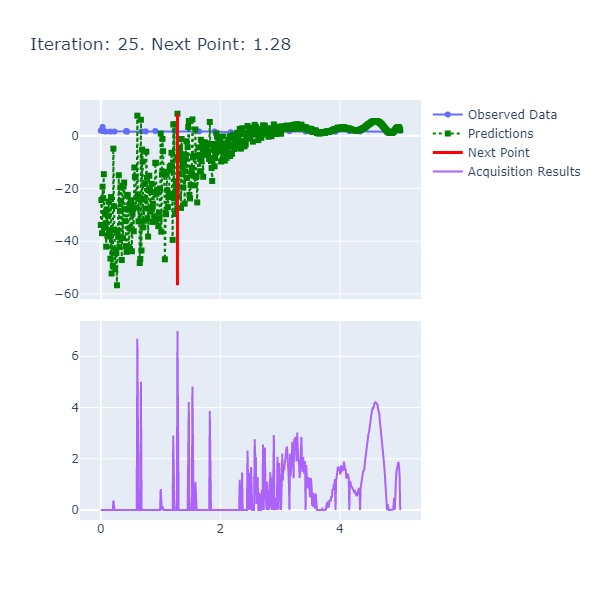 Iteration: 25. Next Point: 1.28
Observed Data
Predictions
Next Point
Acquisition Results
0
−20
−40
−60
6
4
2
0
0
2
4